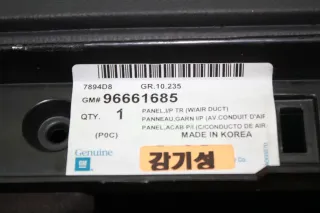 7894D8 GR.10.235
GM# 96661685
QTY. 1 PANEL,I/P TR (W/AIR DUCT)
PANNEAU,GARN I/P (AV.CONDUIT D'AIR
PANEL,ACAB P/I (C/CONDUCTO DE AIR
(P0C) MADE IN KOREA
Genuine
GM
감기성